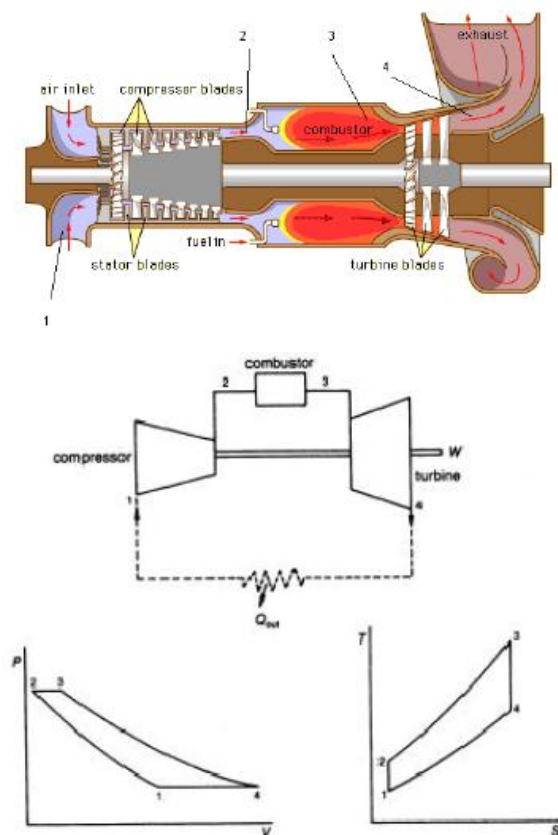 2
3
exhaust
4
air inlet
compressor blades
combustor
fuel in
stator blades
turbine blades
1
combustor
2
3
compressor
W
turbine
1
4
Qout
P
2
3
1
4
V
T
3
4
2
1
S